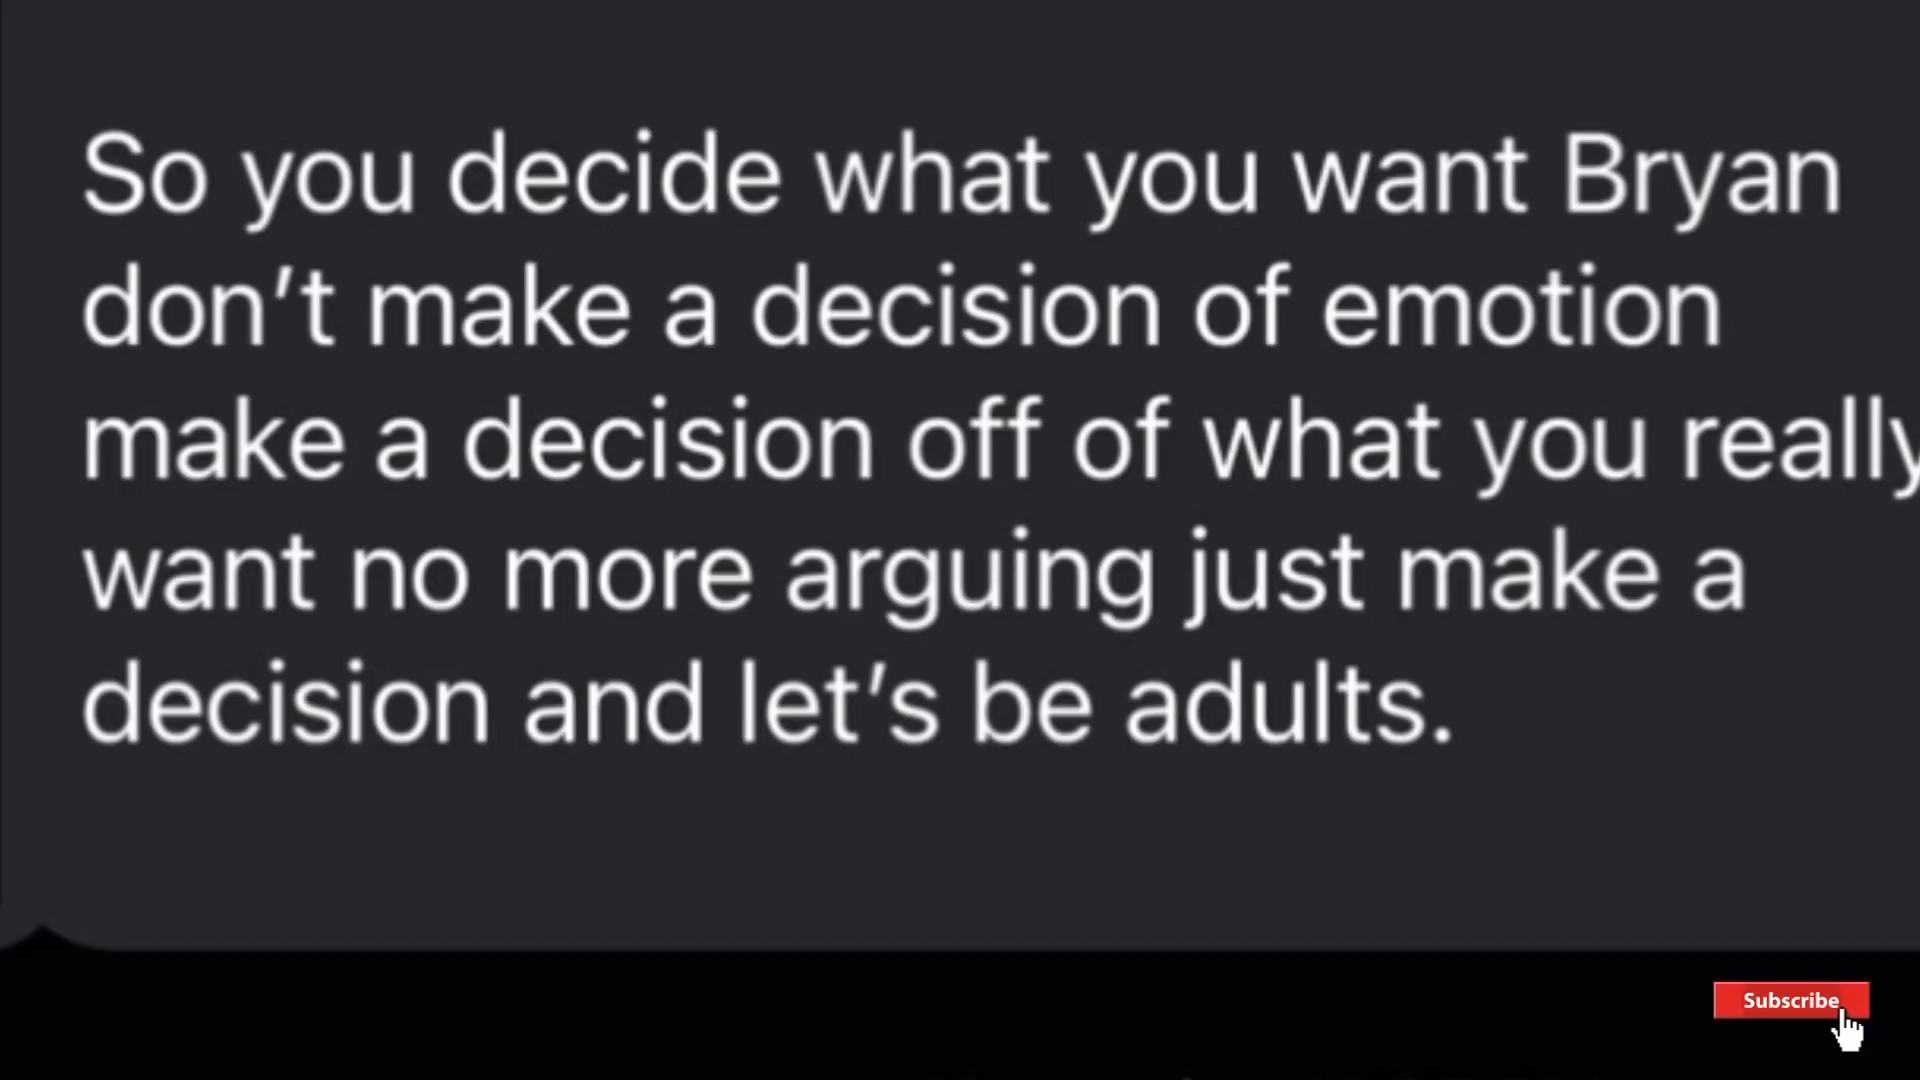 So you decide what you want Bryan
don't make a decision of emotion
make a decision off of what you really
want no more arguing just make a
decision and let's be adults.
Subscribe